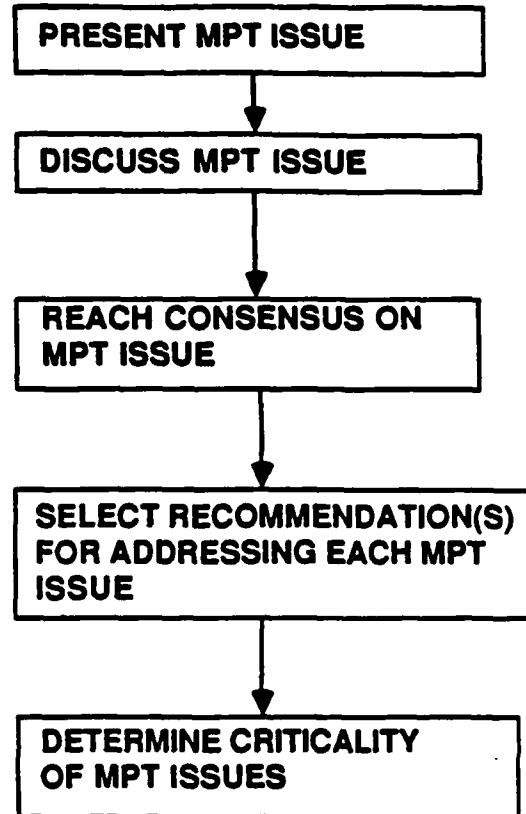 PRESENT MPT ISSUE
DISCUSS MPT ISSUE
REACH CONSENSUS ON
MPT ISSUE
SELECT RECOMMENDATION(S)
FOR ADDRESSING EACH MPT
ISSUE
DETERMINE CRITICALITY
OF MPT ISSUES